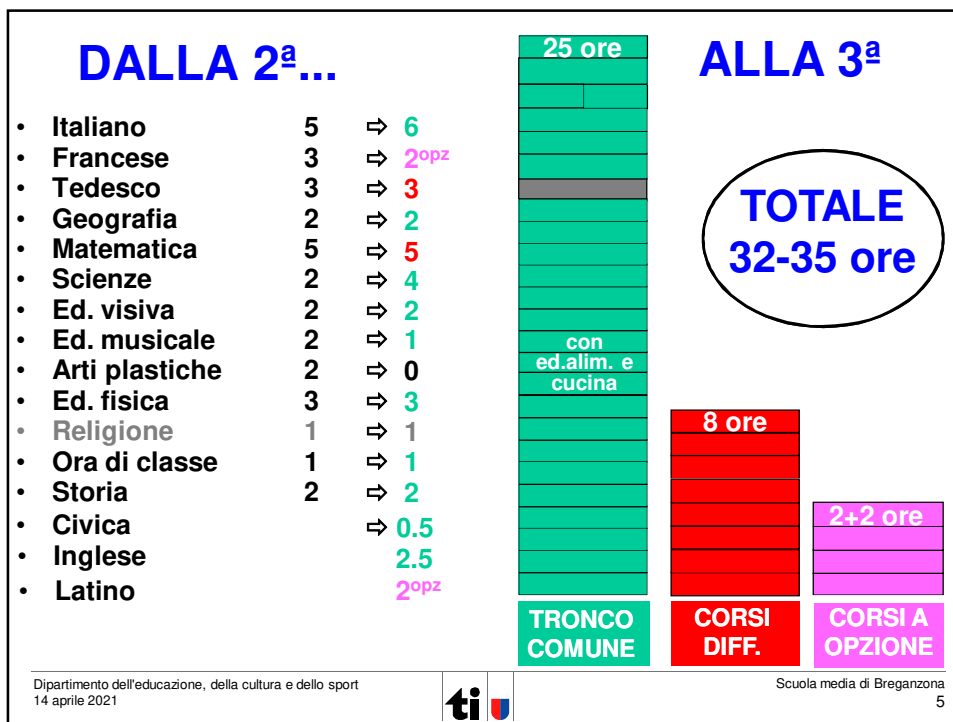 DALLA 2ª...
ALLA 3ª
• Italiano 5 ⇨ 6
• Francese 3 ⇨ 2opz
• Tedesco 3 ⇨ 3
• Geografia 2 ⇨ 2
• Matematica 5 ⇨ 5
• Scienze 2 ⇨ 4
• Ed. visiva 2 ⇨ 2
• Ed. musicale 2 ⇨ 1
• Arti plastiche 2 ⇨ 0
• Ed. fisica 3 ⇨ 3
• Religione 1 ⇨ 1
• Ora di classe 1 ⇨ 1
• Storia 2 ⇨ 2
• Civica ⇨ 0.5
• Inglese 2.5
• Latino 2opz
25 ore
con
ed.alim. e
cucina
TRONCO
COMUNE
8 ore
CORSI
DIFF.
2+2 ore
CORSI A
OPZIONE
TOTALE
32-35 ore
Dipartimento dell'educazione, della cultura e dello sport
14 aprile 2021
ti
Scuola media di Breganzona
5